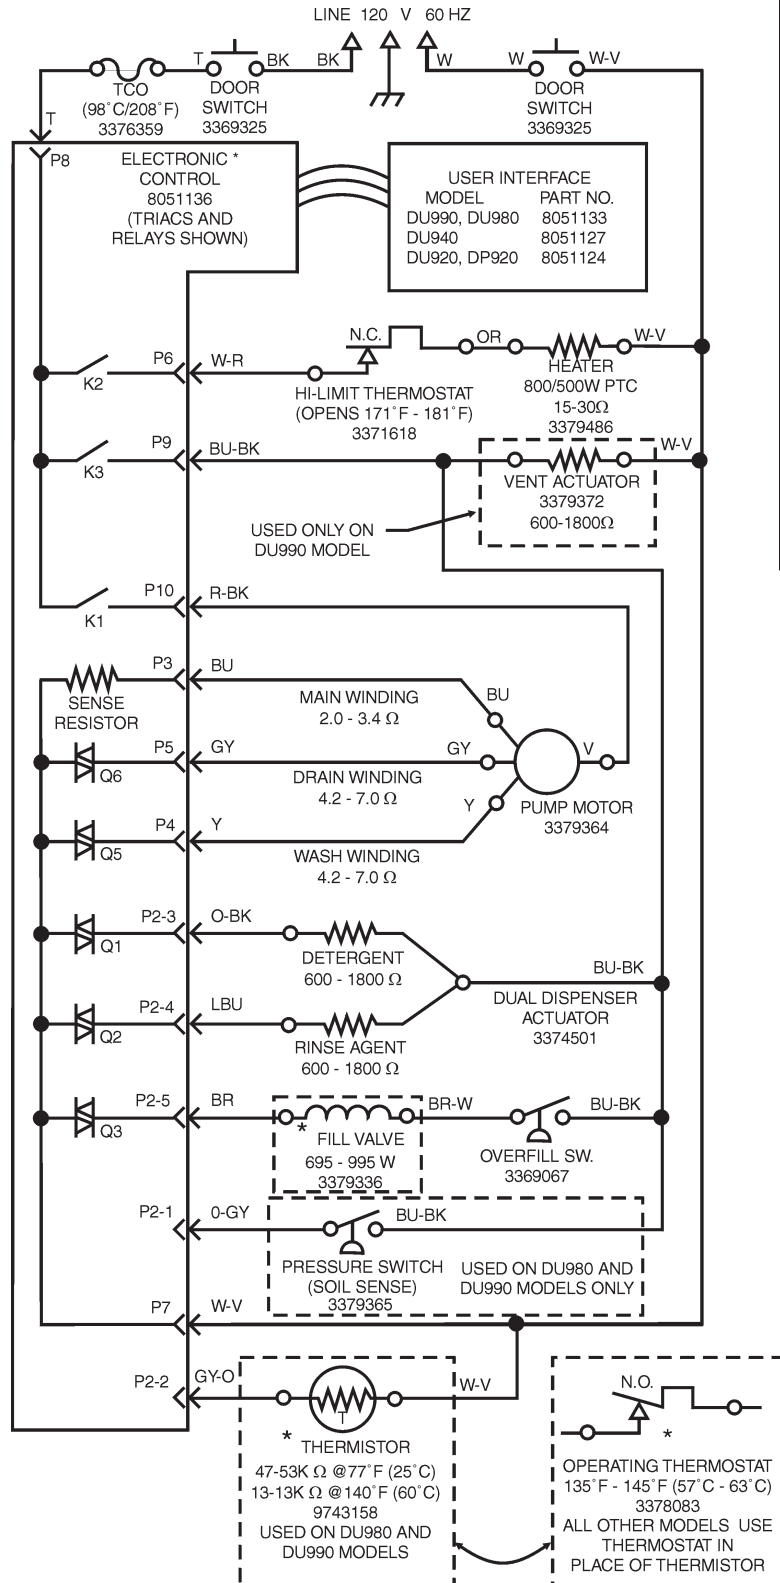 LINE 120 V 60 HZ
T
BK
BK
W
W
W-V
TCO
(98°C/208°F)
3376359
DOOR
SWITCH
3369325
DOOR
SWITCH
3369325
T
P8
ELECTRONIC *
CONTROL
8051136
(TRIACS AND
RELAYS SHOWN)
USER INTERFACE
MODEL PART NO.
DU990, DU980 8051133
DU940 8051127
DU920, DP920 8051124
N.C.
OR
W-V
P6
W-R
K2
HEATER
800/500W PTC
15-30Ω
3379486
HI-LIMIT THERMOSTAT
(OPENS 171°F - 181°F)
3371618
P9
BU-BK
W-V
K3
VENT ACTUATOR
3379372
600-1800Ω
USED ONLY ON
DU990 MODEL
P10
R-BK
K1
P3
BU
SENSE
RESISTOR
MAIN WINDING
2.0 - 3.4 Ω
BU
P5
GY
GY
V
Q6
DRAIN WINDING
4.2 - 7.0 Ω
Y
PUMP MOTOR
3379364
P4
Y
Q5
WASH WINDING
4.2 - 7.0 Ω
P2-3
O-BK
Q1
DETERGENT
600 - 1800 Ω
BU-BK
DUAL DISPENSER
ACTUATOR
3374501
P2-4
LBU
Q2
RINSE AGENT
600 - 1800 Ω
P2-5
BR
BR-W
BU-BK
Q3
*
FILL VALVE
695 - 995 W
3379336
OVERFILL SW.
3369067
P2-1
0-GY
BU-BK
PRESSURE SWITCH
(SOIL SENSE)
3379365
USED ON DU980 AND
DU990 MODELS ONLY
P7
W-V
P2-2
GY-O
W-V
T
* THERMISTOR
47-53K Ω @77°F (25°C)
13-13K Ω @140°F (60°C)
9743158
USED ON DU980 AND
DU990 MODELS
N.O.
*
OPERATING THERMOSTAT
135°F - 145°F (57°C - 63°C)
3378083
ALL OTHER MODELS USE
THERMOSTAT IN
PLACE OF THERMISTOR